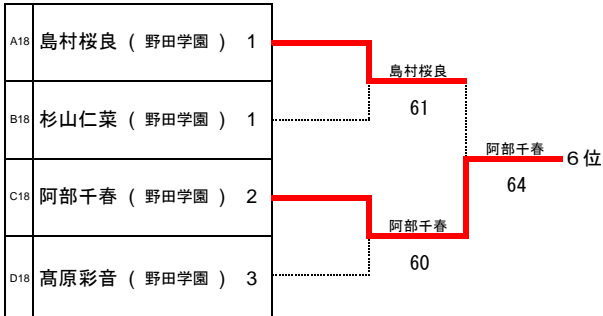 A18 島村桜良 ( 野田学園 ) 1
島村桜良
61
B18 杉山仁菜 ( 野田学園 ) 1
阿部千春
6位
64
C18 阿部千春 ( 野田学園 ) 2
阿部千春
60
D18 髙原彩音 ( 野田学園 ) 3